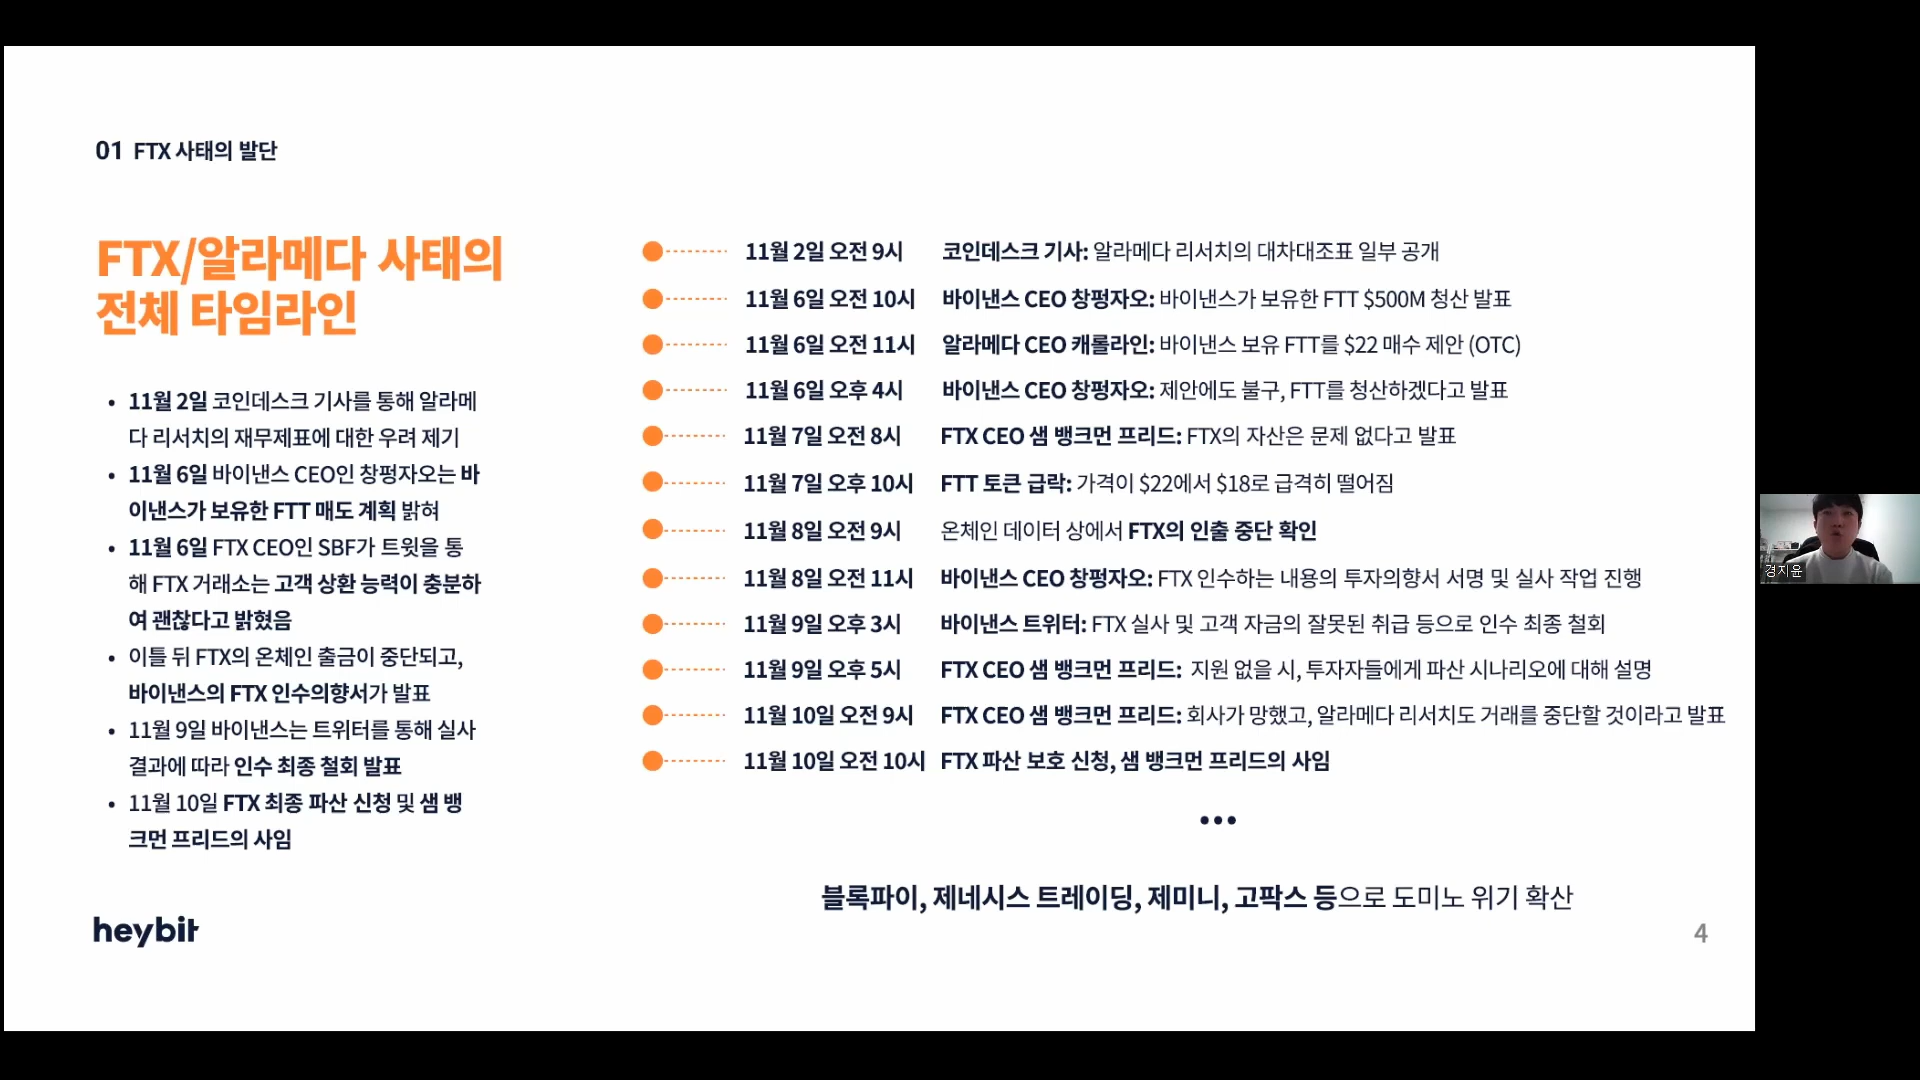 01 FTX 사태의 발단
FTX/알라메다 사태의
전체 타임라인
• 11월 2일 코인데스크 기사를 통해 알라메
다 리서치의 재무제표에 대한 우려 제기
• 11월 6일 바이낸스 CEO인 창펑자오는 바
이낸스가 보유한 FTT 매도 계획 밝혀
• 11월 6일 FTX CEO인 SBF가 트윗을 통
해 FTX 거래소는 고객 상환 능력이 충분하
여 괜찮다고 밝혔음
• 이틀 뒤 FTX의 온체인 출금이 중단되고,
바이낸스의 FTX 인수의향서가 발표
• 11월 9일 바이낸스는 트위터를 통해 실사
결과에 따라 인수 최종 철회 발표
• 11월 10일 FTX 최종 파산 신청 및 샘 뱅
크먼 프리드의 사임
11월 2일 오전 9시 코인데스크 기사: 알라메다 리서치의 대차대조표 일부 공개
11월 6일 오전 10시 바이낸스 CEO 창펑자오: 바이낸스가 보유한 FTT $500M 청산 발표
11월 6일 오전 11시 알라메다 CEO 캐롤라인: 바이낸스 보유 FTT를 $22 매수 제안 (OTC)
11월 6일 오후 4시 바이낸스 CEO 창펑자오: 제안에도 불구, FTT를 청산하겠다고 발표
11월 7일 오전 8시 FTX CEO 샘 뱅크먼 프리드: FTX의 자산은 문제 없다고 발표
11월 7일 오후 10시 FTT 토큰 급락: 가격이 $22에서 $18로 급격히 떨어짐
11월 8일 오전 9시 온체인 데이터 상에서 FTX의 인출 중단 확인
11월 8일 오전 11시 바이낸스 CEO 창펑자오: FTX 인수하는 내용의 투자의향서 서명 및 실사 작업 진행
11월 9일 오후 3시 바이낸스 트위터: FTX 실사 및 고객 자금의 잘못된 취급 등으로 인수 최종 철회
11월 9일 오후 5시 FTX CEO 샘 뱅크먼 프리드: 지원 없을 시, 투자자들에게 파산 시나리오에 대해 설명
11월 10일 오전 9시 FTX CEO 샘 뱅크먼 프리드: 회사가 망했고, 알라메다 리서치도 거래를 중단할 것이라고 발표
11월 10일 오전 10시 FTX 파산 보호 신청, 샘 뱅크먼 프리드의 사임
•••
블록파이, 제네시스 트레이딩, 제미니, 고팍스 등으로 도미노 위기 확산
heybit
4
경지윤